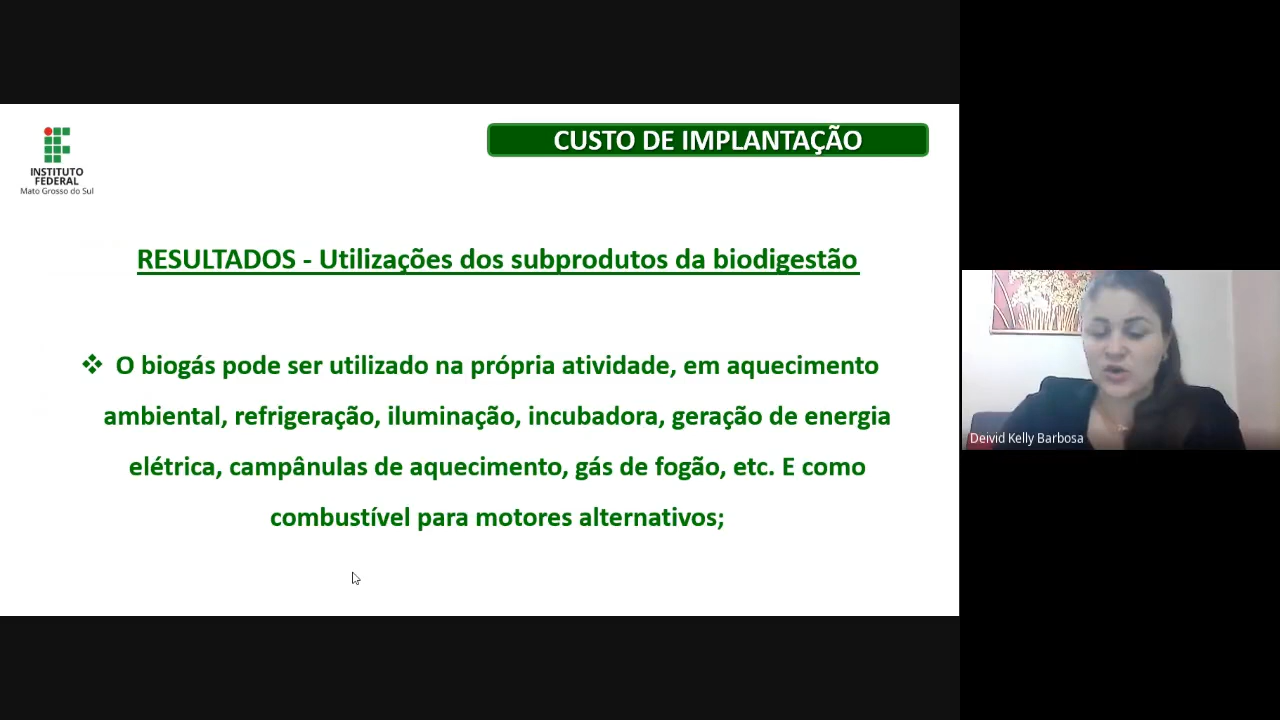 INSTITUTO
FEDERAL
Mato Grosso do Sul
CUSTO DE IMPLANTAÇÃO
RESULTADOS - Utilizações dos subprodutos da biodigestão
❖ O biogás pode ser utilizado na própria atividade, em aquecimento
ambiental, refrigeração, iluminação, incubadora, geração de energia
elétrica, campânulas de aquecimento, gás de fogão, etc. E como
combustível para motores alternativos;
Deivid Kelly Barbosa